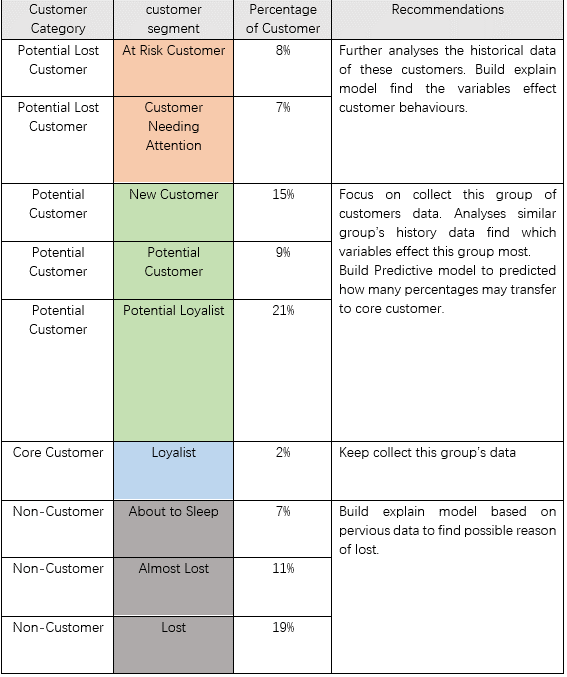 Customer Category
customer segment
Percentage of Customer
Recommendations
Potential Lost Customer
At Risk Customer
8%
Further analyses the historical data
of these customers. Build explain
model find the variables effect
customer behaviours.
Potential Lost Customer
Customer Needing Attention
7%
Potential Customer
New Customer
15%
Focus on collect this group of
customers data. Analyses similar
group's history data find which
variables effect this group most.
Build Predictive model to predicted
how many percentages may transfer
to core customer.
Potential Customer
Potential Customer
9%
Potential Customer
Potential Loyalist
21%
Core Customer
Loyalist
2%
Keep collect this group's data
Non-Customer
About to Sleep
7%
Build explain model based on
pervious data to find possible reason
of lost.
Non-Customer
Almost Lost
11%
Non-Customer
Lost
19%